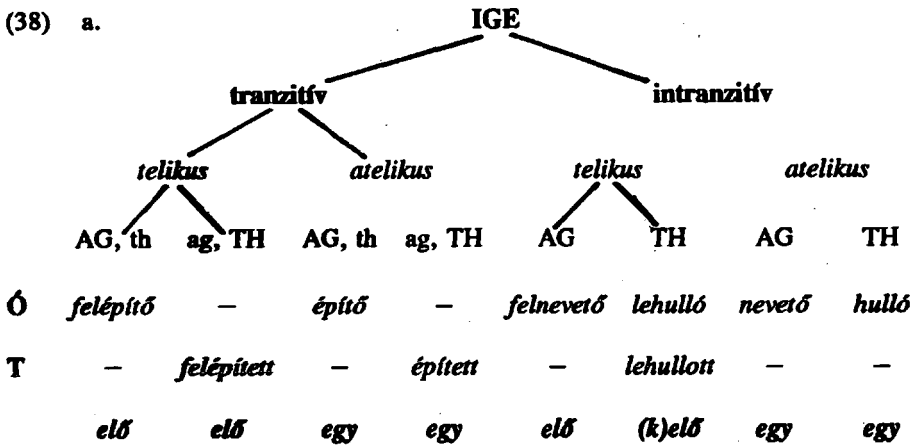 (38) a. IGE
tranzitív intranzitív
telikus atelikus telikus atelikus
AG, th ag, TH AG, th ag, TH AG TH AG TH
Ó felépítő – építő – felnevető lehulló nevető hulló
T – felépített – épített – lehullott – –
elő elő egy egy elő (k)elő egy egy